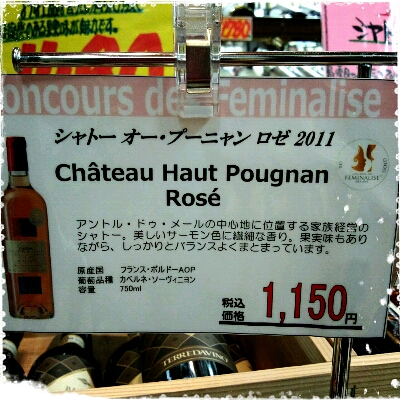 Concours des Feminalise
シャトー オー・プーニャン ロゼ 2011
Château Haut Pougnan
Rosé
FEMINALISE
アントル・ドゥ・メールの中心地に位置する家族経営の
シャトー。美しいサーモン色に繊細な香り。果実味もあり
ながら、しっかりとバランスよくまとまっています。
原産国 フランス・ボルドーAOP
葡萄品種 カベルネ・ソーヴィニヨン
容量 750ml
税込
価格 1,150円
TERREDAVINO